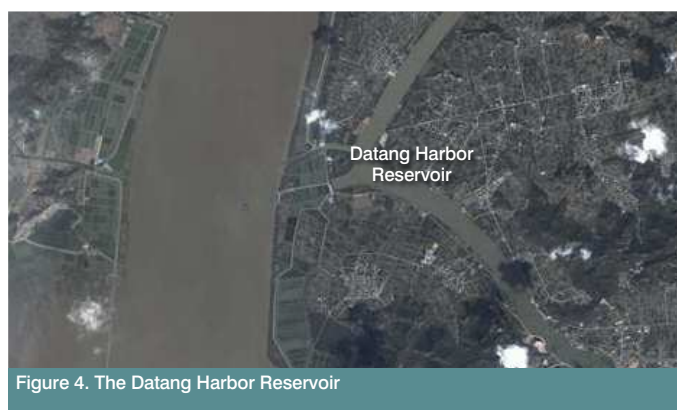 Datang Harbor
Reservoir
Figure 4. The Datang Harbor Reservoir